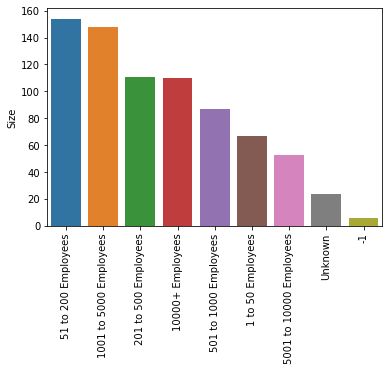 160
140
120
100
80
60
40
20
0
Size
51 to 200 Employees
1001 to 5000 Employees
201 to 500 Employees
10000+ Employees
501 to 1000 Employees
1 to 50 Employees
5001 to 10000 Employees
Unknown
-1